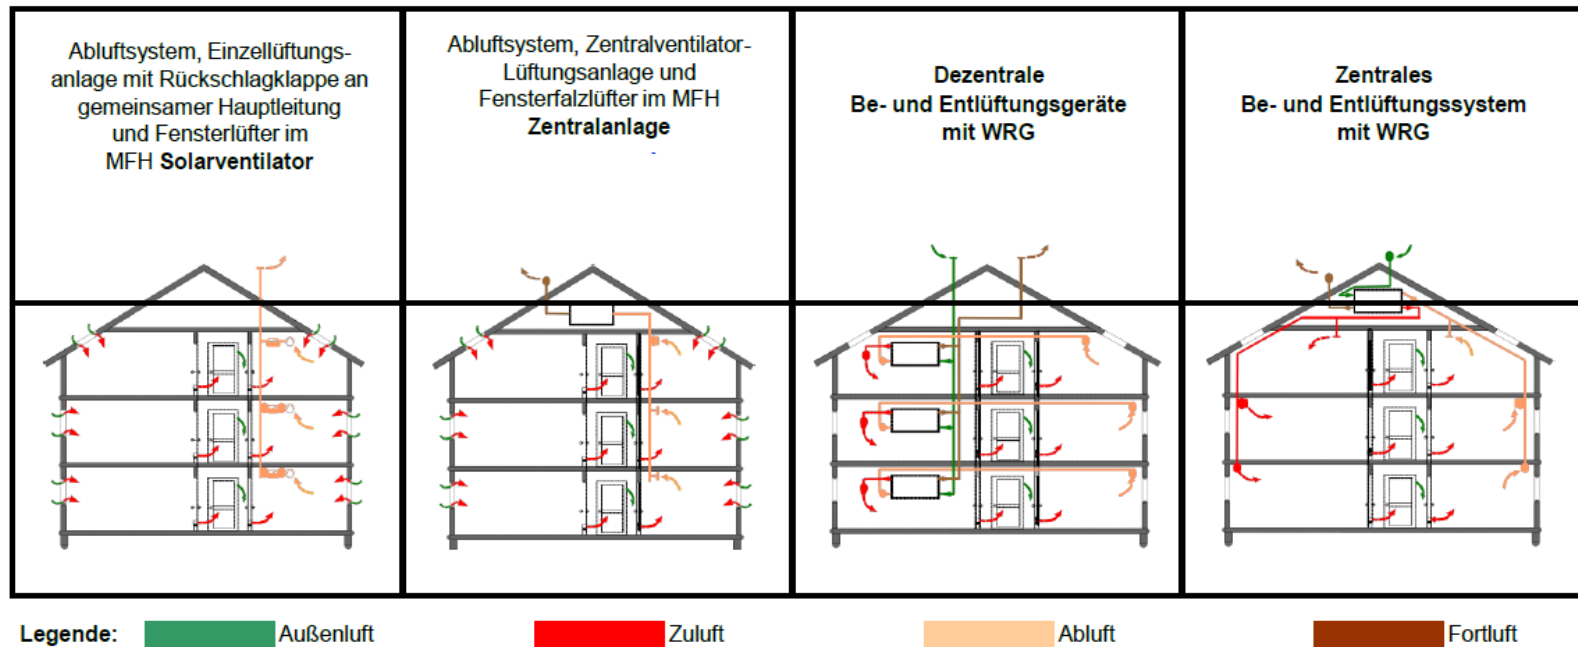 Abluftsystem, Einzellüftungs-
anlage mit Rückschlagklappe an
gemeinsamer Hauptleitung
und Fensterlüfter im
MFH Solarventilator
Abluftsystem, Zentralventilator-
Lüftungsanlage und
Fensterfalzlüfter im MFH
Zentralanlage
Dezentrale
Be- und Entlüftungsgeräte
mit WRG
Zentrales
Be- und Entlüftungssystem
mit WRG
Legende: Außenluft Zuluft Abluft Fortluft